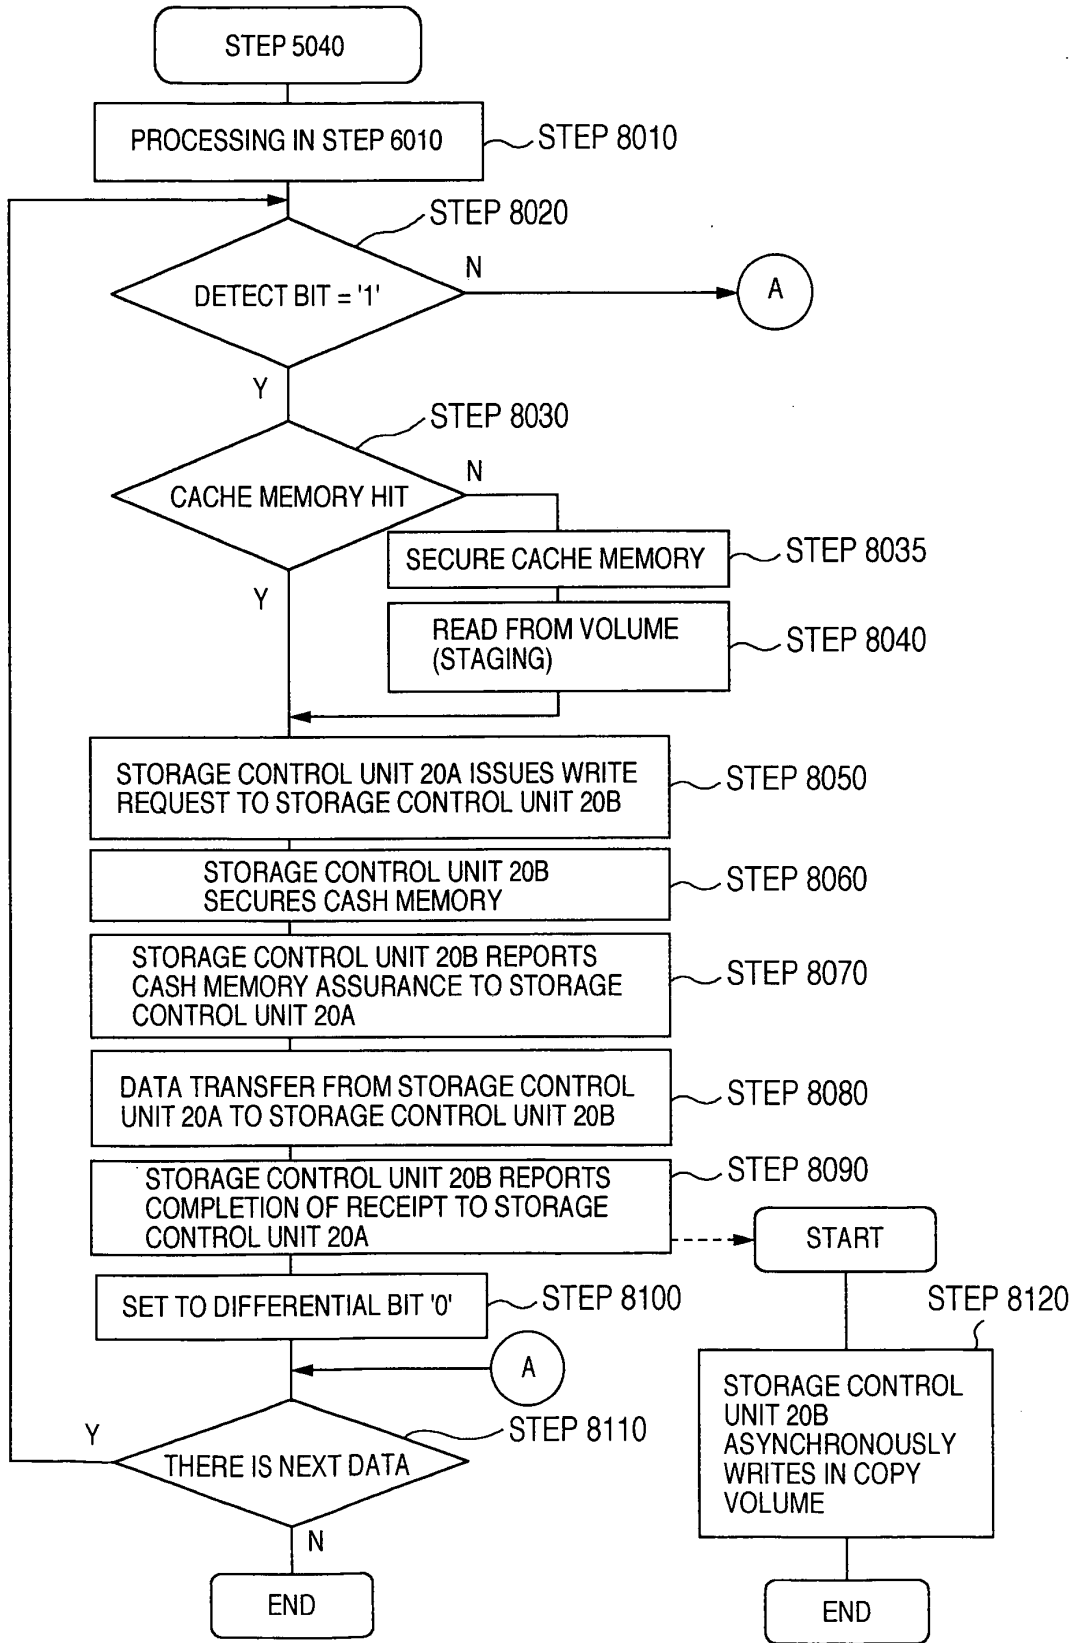 STEP 5040
PROCESSING IN STEP 6010
STEP 8010
STEP 8020
DETECT BIT = '1'
N
A
Y
STEP 8030
CACHE MEMORY HIT
N
SECURE CACHE MEMORY
STEP 8035
Y
READ FROM VOLUME
(STAGING)
STEP 8040
STORAGE CONTROL UNIT 20A ISSUES WRITE
REQUEST TO STORAGE CONTROL UNIT 20B
STEP 8050
STORAGE CONTROL UNIT 20B
SECURES CASH MEMORY
STEP 8060
STORAGE CONTROL UNIT 20B REPORTS
CASH MEMORY ASSURANCE TO STORAGE
CONTROL UNIT 20A
STEP 8070
DATA TRANSFER FROM STORAGE CONTROL
UNIT 20A TO STORAGE CONTROL UNIT 20B
STEP 8080
STORAGE CONTROL UNIT 20B REPORTS
COMPLETION OF RECEIPT TO STORAGE
CONTROL UNIT 20A
STEP 8090
START
SET TO DIFFERENTIAL BIT '0'
STEP 8100
STEP 8120
A
STORAGE CONTROL
UNIT 20B
ASYNCHRONOUSLY
WRITES IN COPY
VOLUME
Y
STEP 8110
THERE IS NEXT DATA
N
END
END